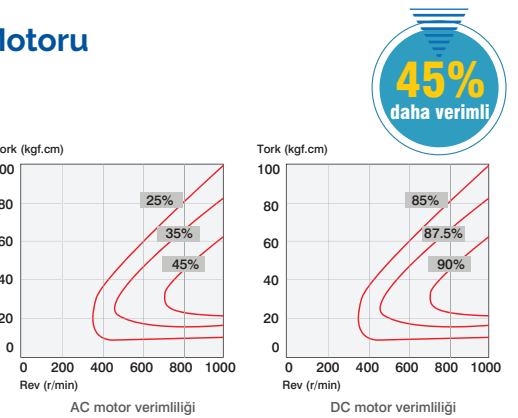 Motoru
45%
daha verimli
Tork (kgf.cm)
100
80
60
40
20
0
25%
35%
45%
0 200 400 600 800 1000
Rev (r/min)
AC motor verimliliği
Tork (kgf.cm)
100
80
60
40
20
0
85%
87.5%
90%
0 200 400 600 800 1000
Rev (r/min)
DC motor verimliliği